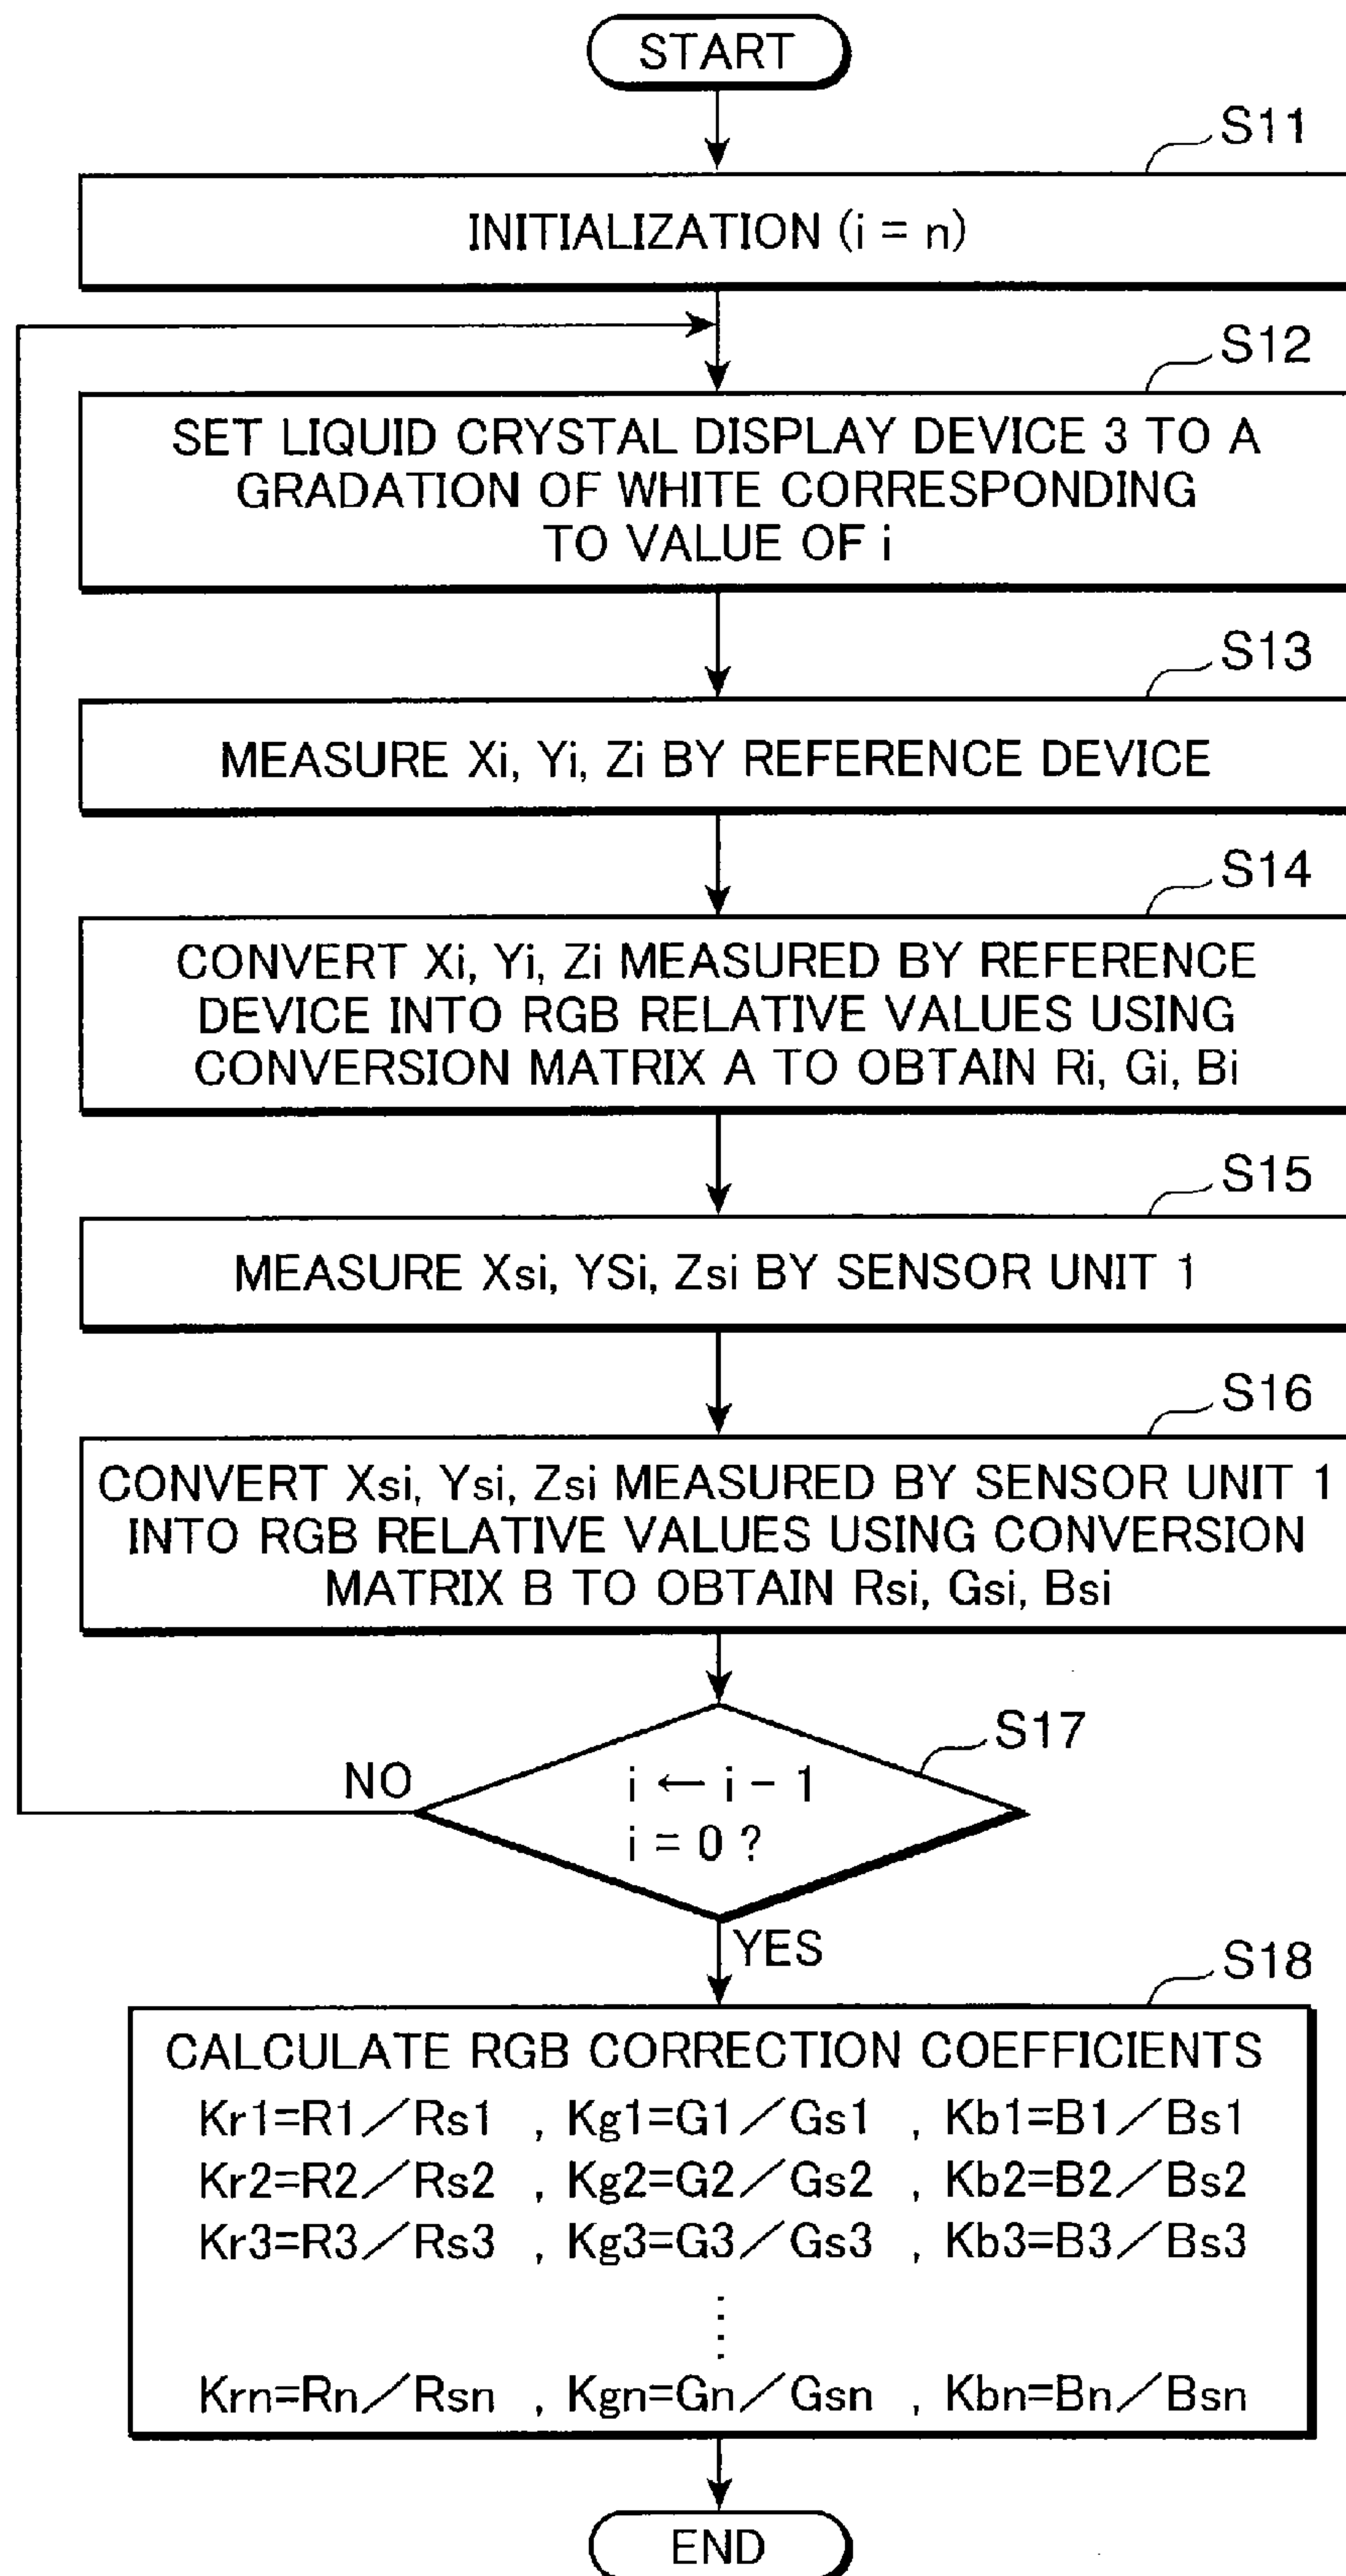 START
S11
INITIALIZATION (i = n)
S12
SET LIQUID CRYSTAL DISPLAY DEVICE 3 TO A
GRADATION OF WHITE CORRESPONDING
TO VALUE OF i
S13
MEASURE Xi, Yi, Zi BY REFERENCE DEVICE
S14
CONVERT Xi, Yi, Zi MEASURED BY REFERENCE
DEVICE INTO RGB RELATIVE VALUES USING
CONVERSION MATRIX A TO OBTAIN Ri, Gi, Bi
S15
MEASURE Xsi, YSi, Zsi BY SENSOR UNIT 1
S16
CONVERT Xsi, Ysi, Zsi MEASURED BY SENSOR UNIT 1
INTO RGB RELATIVE VALUES USING CONVERSION
MATRIX B TO OBTAIN Rsi, Gsi, Bsi
S17
NO
i ← i - 1
i = 0 ?
YES
S18
CALCULATE RGB CORRECTION COEFFICIENTS
Kr1=R1／Rs1 , Kg1=G1／Gs1 , Kb1=B1／Bs1
Kr2=R2／Rs2 , Kg2=G2／Gs2 , Kb2=B2／Bs2
Kr3=R3／Rs3 , Kg3=G3／Gs3 , Kb3=B3／Bs3
⋮
Krn=Rn／Rsn , Kgn=Gn／Gsn , Kbn=Bn／Bsn
END